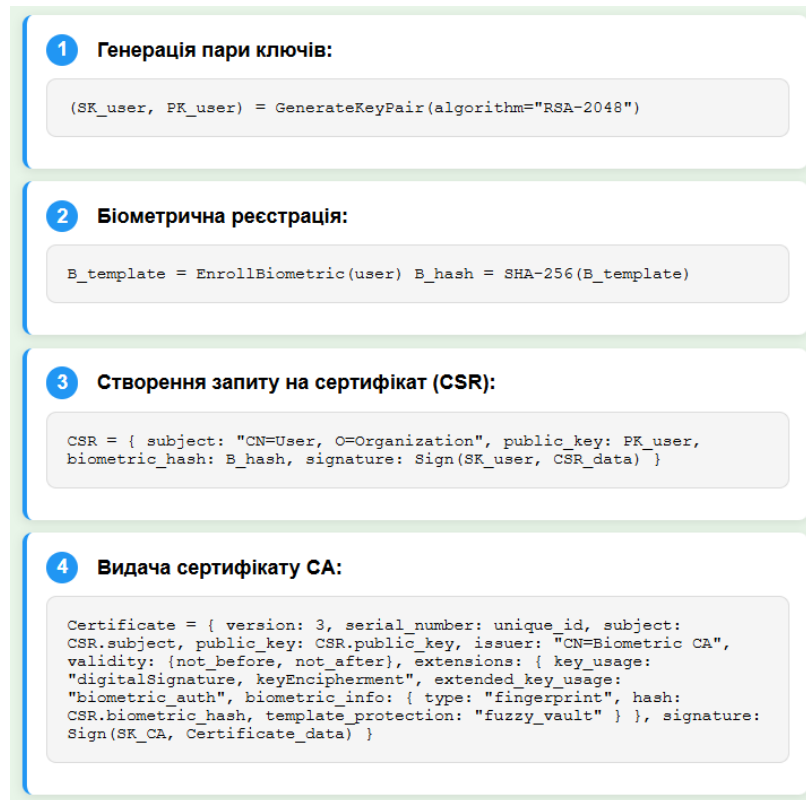 1 Генерація пари ключів:
(SK_user, PK_user) = GenerateKeyPair(algorithm="RSA-2048")
2 Біометрична реєстрація:
B_template = EnrollBiometric(user) B_hash = SHA-256(B_template)
3 Створення запиту на сертифікат (CSR):
CSR = { subject: "CN=User, O=Organization", public_key: PK_user,
biometric_hash: B_hash, signature: Sign(SK_user, CSR_data) }
4 Видача сертифікату CA:
Certificate = { version: 3, serial_number: unique_id, subject:
CSR.subject, public_key: CSR.public_key, issuer: "CN=Biometric CA",
validity: {not_before, not_after}, extensions: { key_usage:
"digitalSignature, keyEncipherment", extended_key_usage:
"biometric_auth", biometric_info: { type: "fingerprint", hash:
CSR.biometric_hash, template_protection: "fuzzy_vault" } }, signature:
Sign(SK_CA, Certificate_data) }